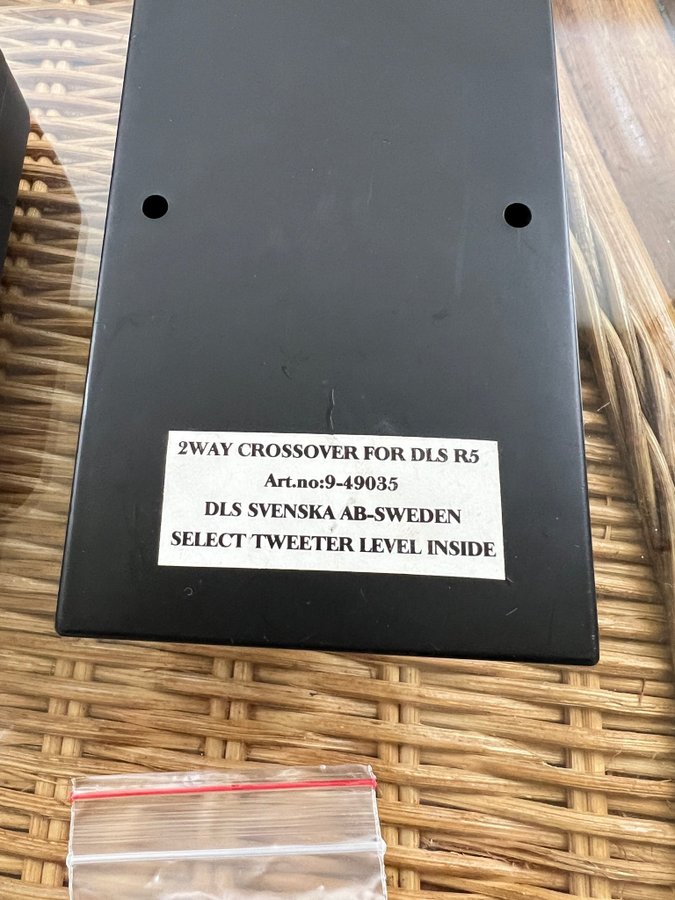 2WAY CROSSOVER FOR DLS R5
Art.no:9-49035
DLS SVENSKA AB-SWEDEN
SELECT TWEETER LEVEL INSIDE